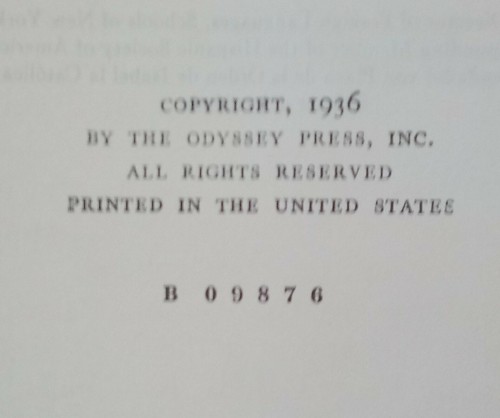 COPYRIGHT, 1936
BY THE ODYSSEY PRESS, INC.
ALL RIGHTS RESERVED
PRINTED IN THE UNITED STATES
B 0 9 8 7 6